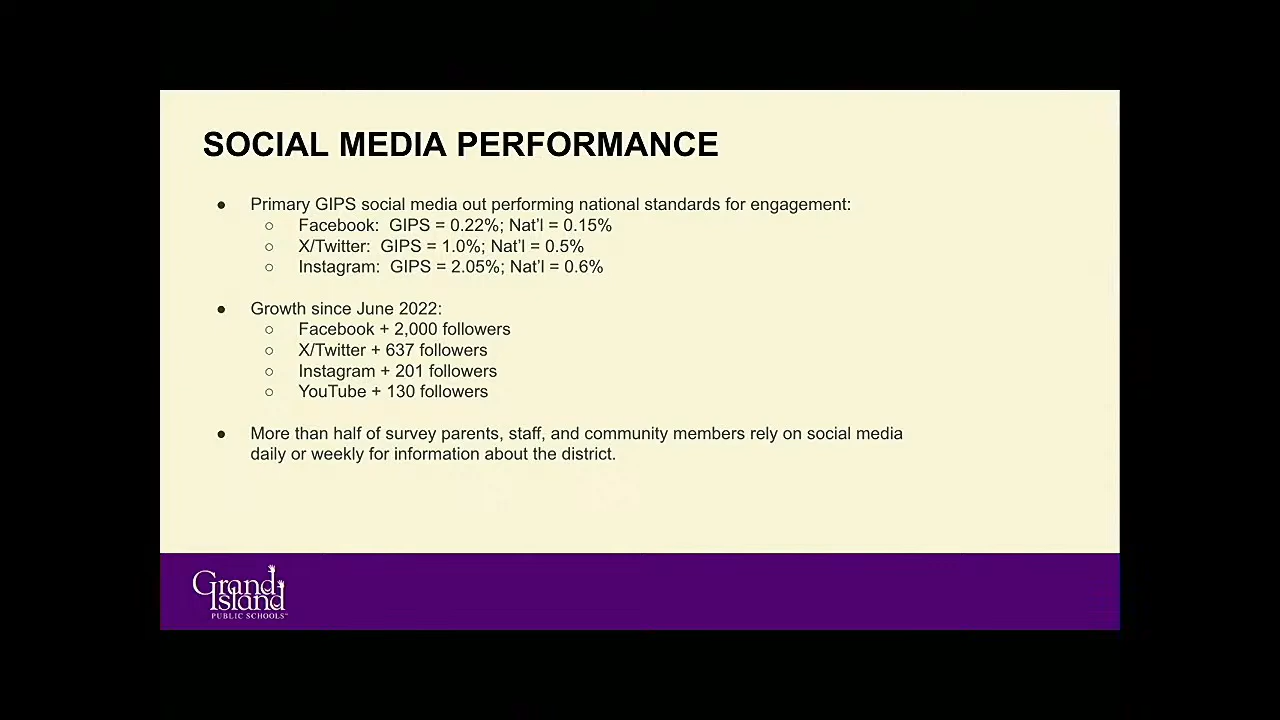 SOCIAL MEDIA PERFORMANCE
● Primary GIPS social media out performing national standards for engagement:
○ Facebook: GIPS = 0.22%; Nat'l = 0.15%
○ X/Twitter: GIPS = 1.0%; Nat'l = 0.5%
○ Instagram: GIPS = 2.05%; Nat'l = 0.6%
● Growth since June 2022:
○ Facebook + 2,000 followers
○ X/Twitter + 637 followers
○ Instagram + 201 followers
○ YouTube + 130 followers
● More than half of survey parents, staff, and community members rely on social media
daily or weekly for information about the district.
Grand
Island
PUBLIC SCHOOLS